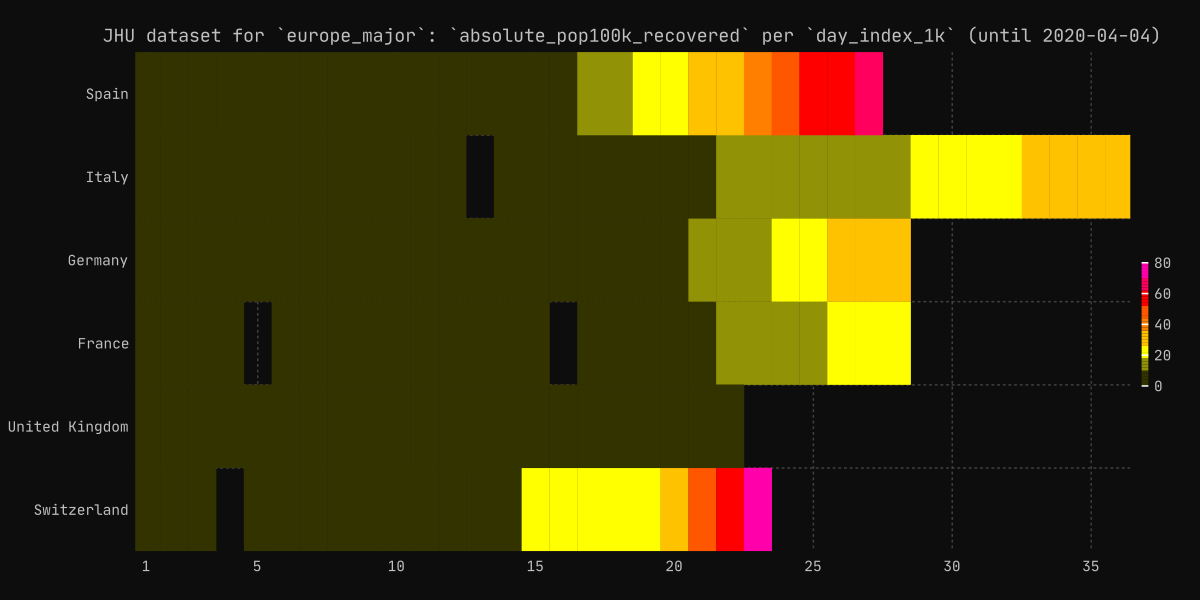 JHU dataset for `europe_major`: `absolute_pop100k_recovered` per `day_index_1k` (until 2020-04-04)
Spain
Italy
Germany
France
United Kingdom
Switzerland
1 5 10 15 20 25 30 35
80
60
40
20
0